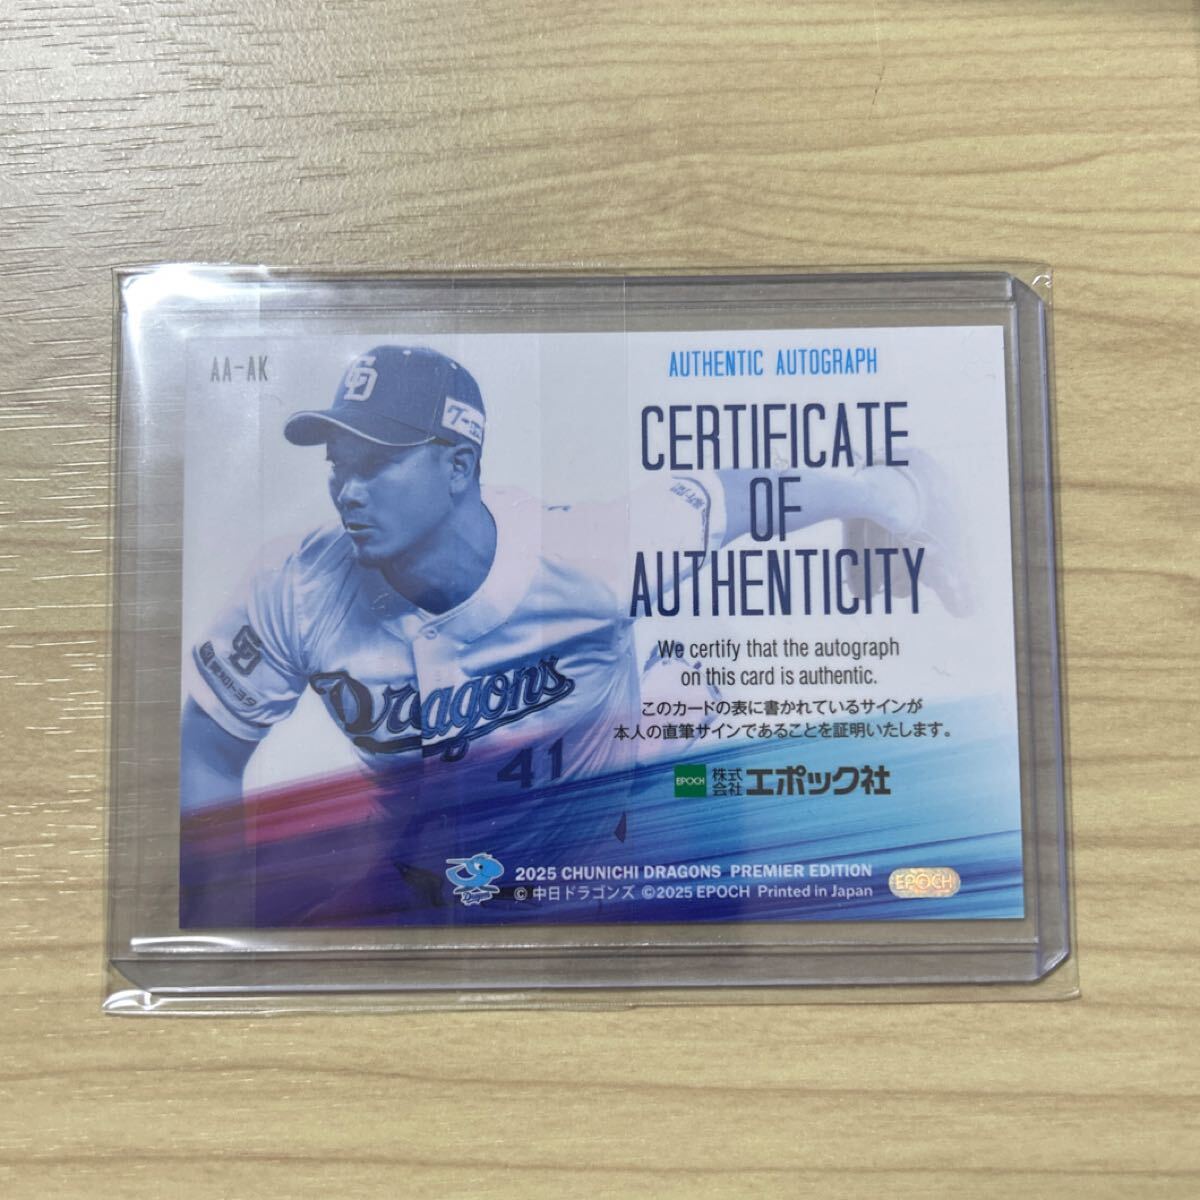 AA-AK
AUTHENTIC AUTOGRAPH
CERTIFICATE
OF
AUTHENTICITY
We certify that the autograph
on this card is authentic.
このカードの表に書かれているサインが
本人の直筆サインであることを証明いたします。
EPOCH 株式会社 エポック社
CD
Dragons
41
2025 CHUNICHI DRAGONS PREMIER EDITION
© 中日ドラゴンズ ©2025 EPOCH Printed in Japan
Dragons
EPOCH